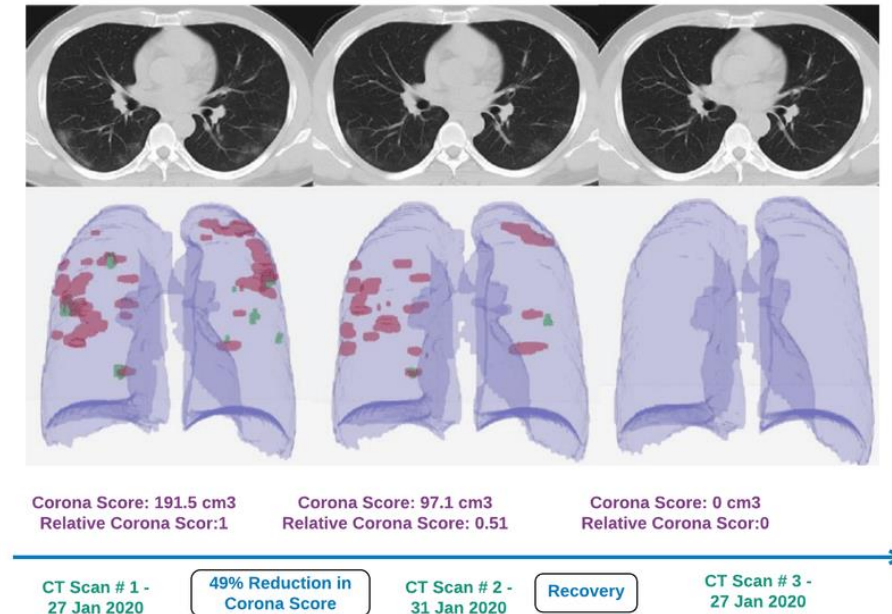 Corona Score: 191.5 cm3
Relative Corona Scor:1
Corona Score: 97.1 cm3
Relative Corona Score: 0.51
Corona Score: 0 cm3
Relative Corona Scor:0
CT Scan # 1 -
27 Jan 2020
49% Reduction in
Corona Score
CT Scan # 2 -
31 Jan 2020
Recovery
CT Scan # 3 -
27 Jan 2020